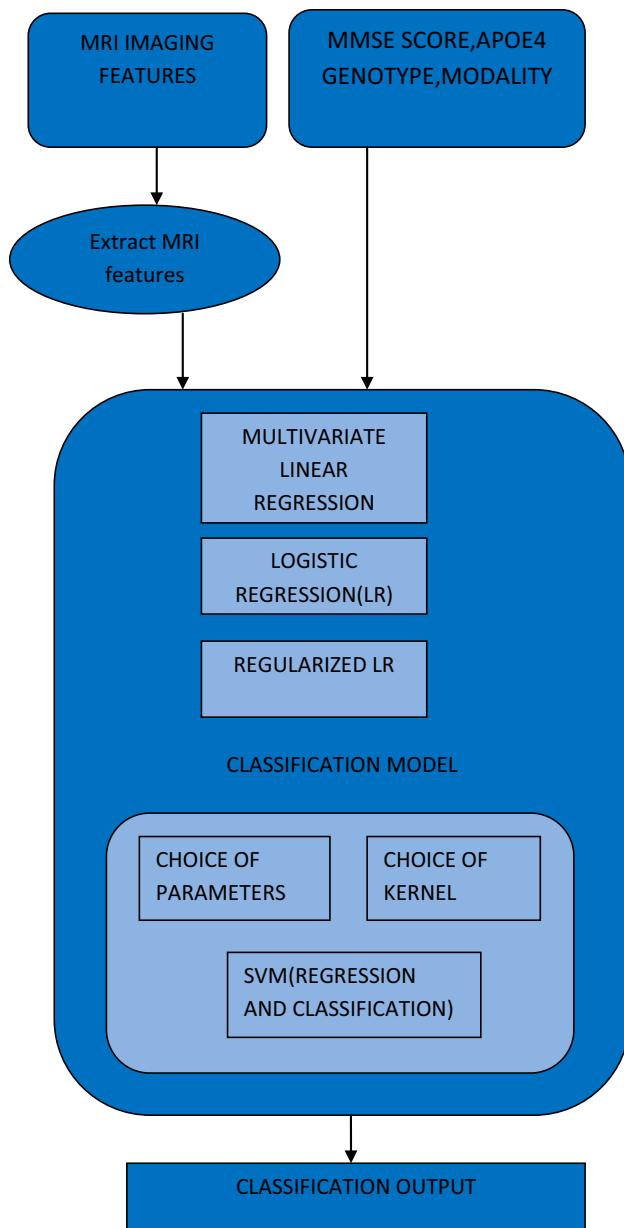 MRI IMAGING
FEATURES
MMSE SCORE,APOE4
GENOTYPE,MODALITY
Extract MRI
features
MULTIVARIATE
LINEAR
REGRESSION
LOGISTIC
REGRESSION(LR)
REGULARIZED LR
CLASSIFICATION MODEL
CHOICE OF
PARAMETERS
CHOICE OF
KERNEL
SVM(REGRESSION
AND CLASSIFICATION)
CLASSIFICATION OUTPUT